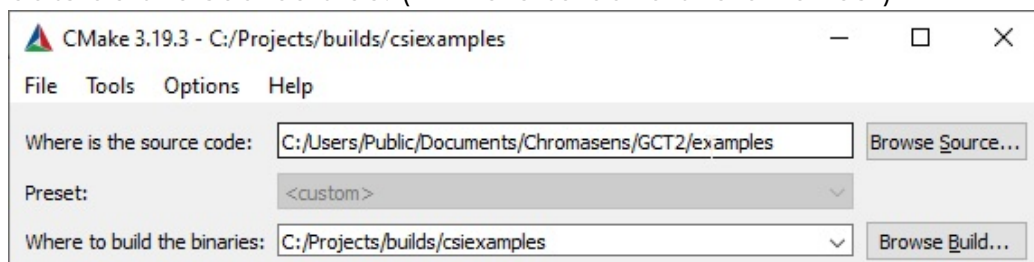 CMake 3.19.3 - C:/Projects/builds/csiexamples
File Tools Options Help
Where is the source code: C:/Users/Public/Documents/Chromasens/GCT2/examples Browse Source...
Preset: <custom>
Where to build the binaries: C:/Projects/builds/csiexamples Browse Build...